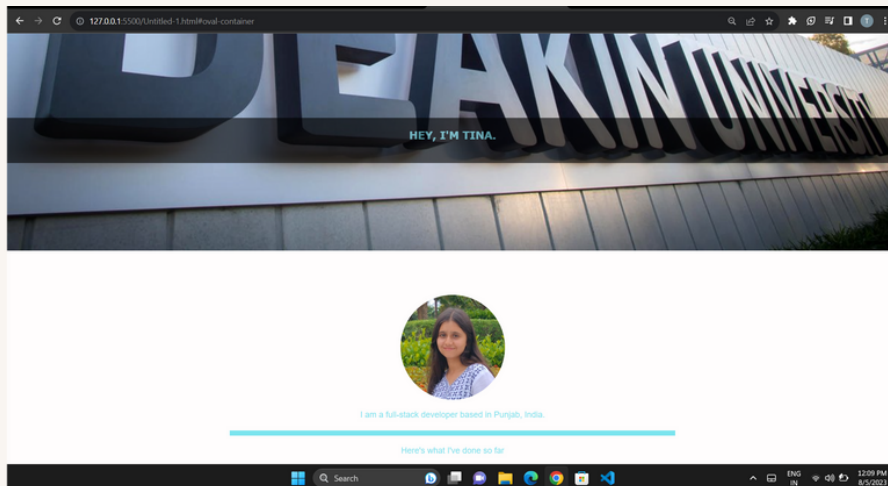 127.0.0.1:5500/Untitled-1.html#oval-container
DEAKIN UNIVERSITY
HEY, I'M TINA.
I am a full-stack developer based in Punjab, India.
Here's what I've done so far
Search
ENG
IN
12:09 PM
8/5/2023